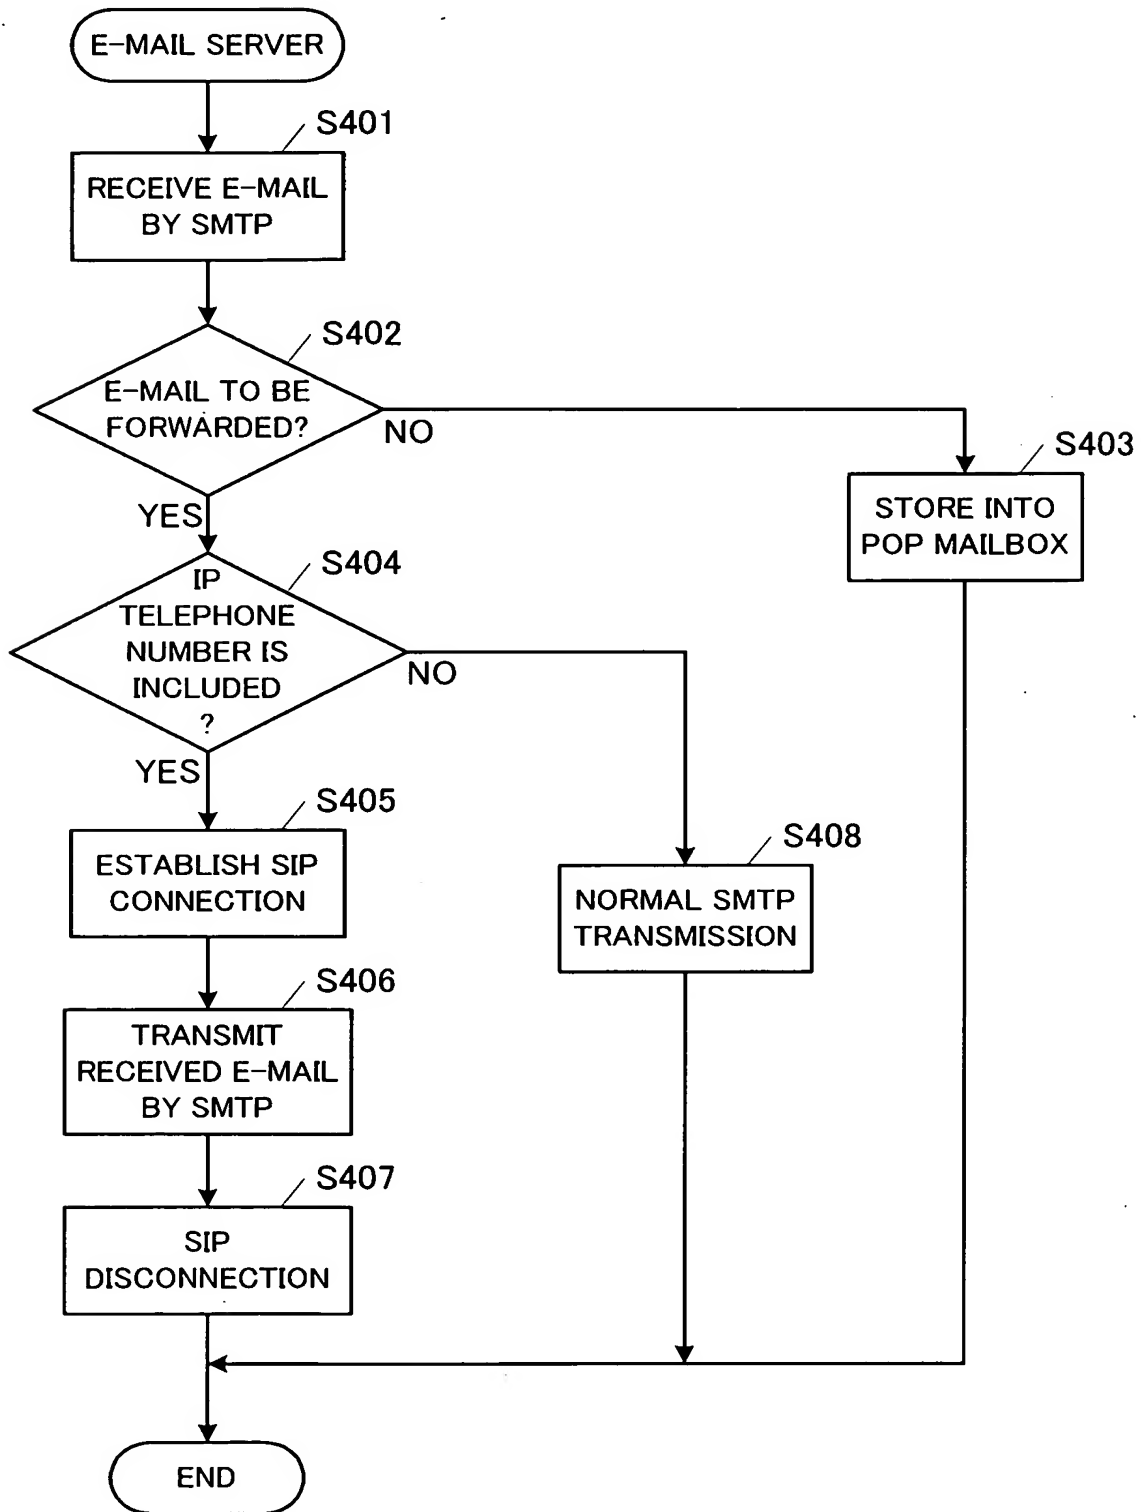 E-MAIL SERVER
S401
RECEIVE E-MAIL
BY SMTP
S402
E-MAIL TO BE
FORWARDED?
NO
YES
S403
STORE INTO
POP MAILBOX
S404
IP
TELEPHONE
NUMBER IS
INCLUDED
?
NO
YES
S405
ESTABLISH SIP
CONNECTION
S408
NORMAL SMTP
TRANSMISSION
S406
TRANSMIT
RECEIVED E-MAIL
BY SMTP
S407
SIP
DISCONNECTION
END